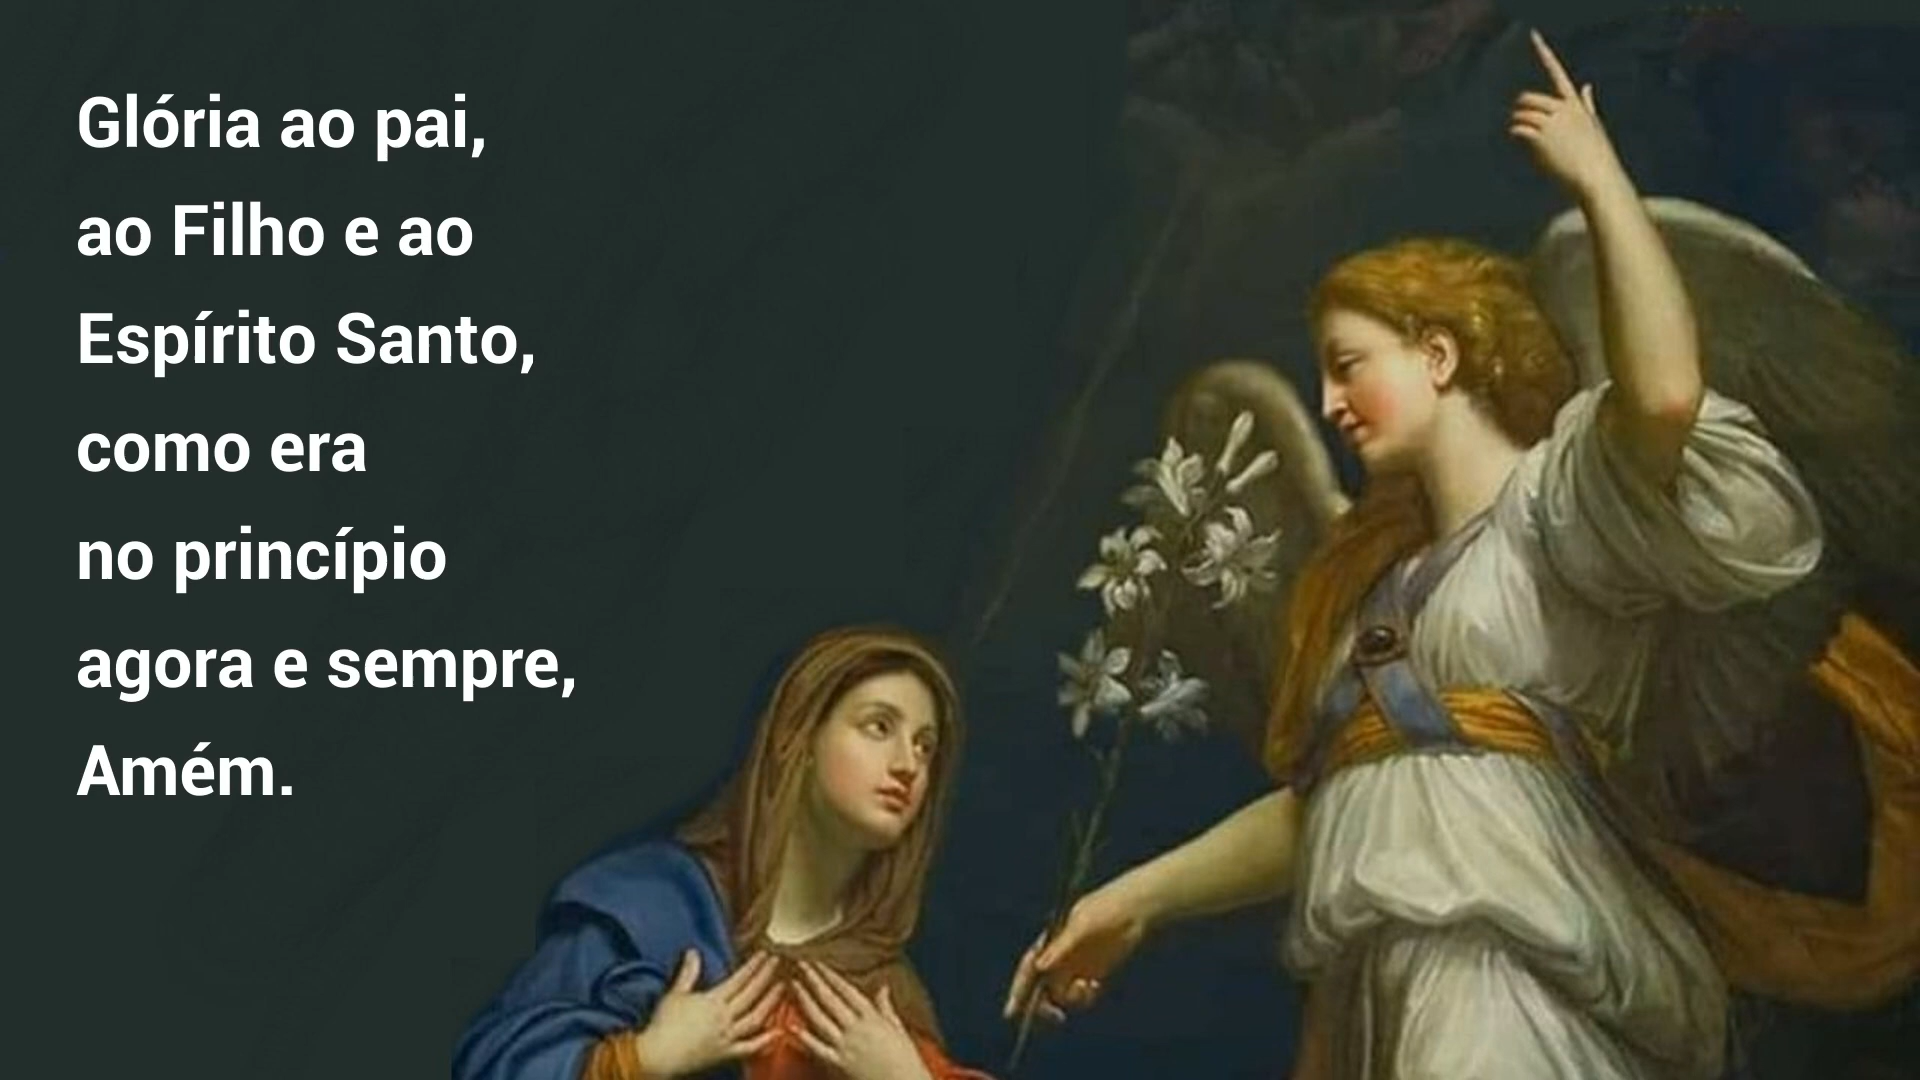 Glória ao pai,
ao Filho e ao
Espírito Santo,
como era
no princípio
agora e sempre,
Amém.